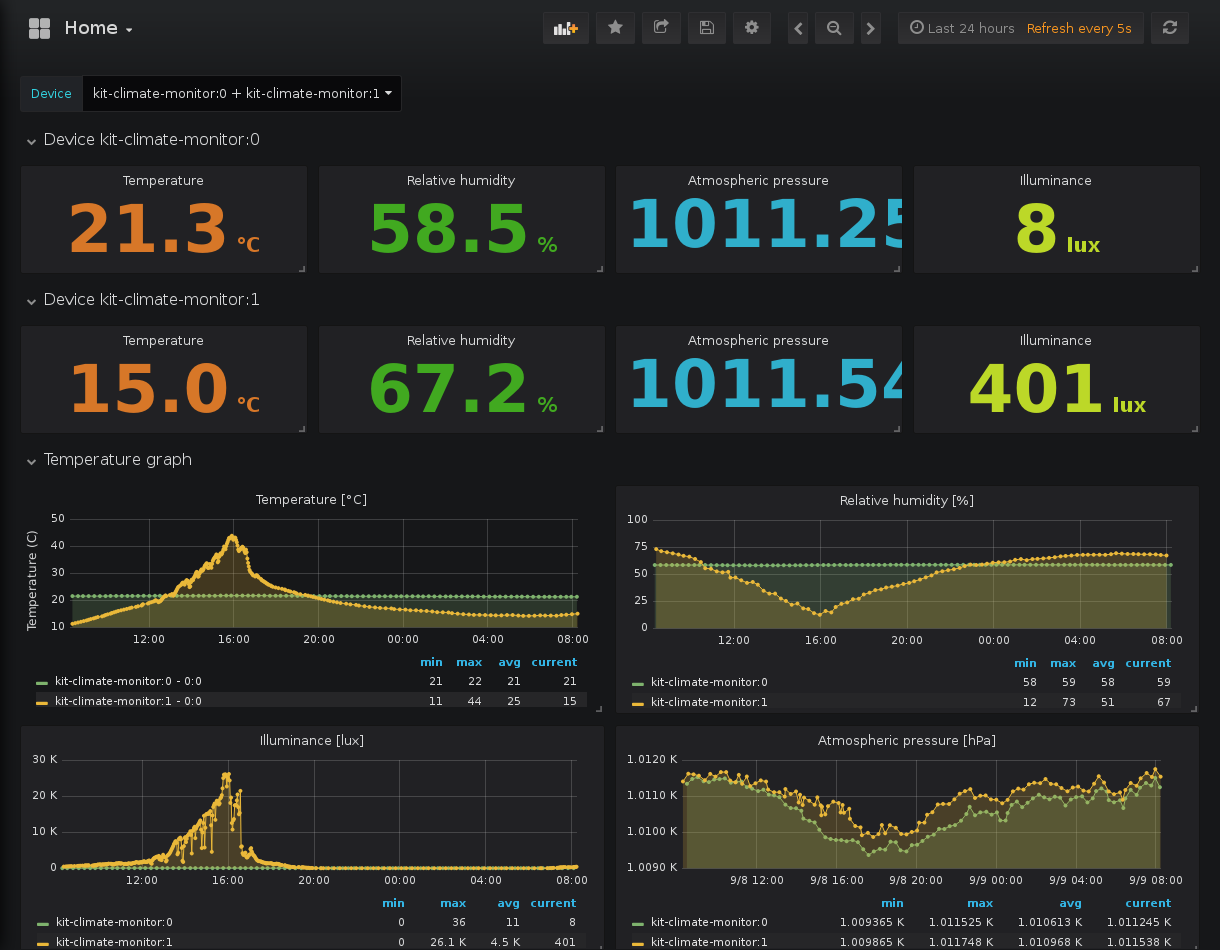 Home
Last 24 hours Refresh every 5s
Device kit-climate-monitor:0 + kit-climate-monitor:1
Device kit-climate-monitor:0
Temperature Relative humidity Atmospheric pressure Illuminance
21.3 °C 58.5 % 1011.25 8 lux
Device kit-climate-monitor:1
Temperature Relative humidity Atmospheric pressure Illuminance
15.0 °C 67.2 % 1011.54 401 lux
Temperature graph
Temperature [°C]
Temperature (C)
50
40
30
20
10
12:00 16:00 20:00 00:00 04:00 08:00
min max avg current
kit-climate-monitor:0 - 0:0 21 22 21 21
kit-climate-monitor:1 - 0:0 11 44 25 15
Relative humidity [%]
100
75
50
25
0
12:00 16:00 20:00 00:00 04:00 08:00
min max avg current
kit-climate-monitor:0 58 59 58 59
kit-climate-monitor:1 12 73 51 67
Illuminance [lux]
30 K
20 K
10 K
0
12:00 16:00 20:00 00:00 04:00 08:00
min max avg current
kit-climate-monitor:0 0 36 11 8
kit-climate-monitor:1 0 26.1 K 4.5 K 401
Atmospheric pressure [hPa]
1.0120 K
1.0110 K
1.0100 K
1.0090 K
9/8 12:00 9/8 16:00 9/8 20:00 9/9 00:00 9/9 04:00 9/9 08:00
min max avg current
kit-climate-monitor:0 1.009365 K 1.011525 K 1.010613 K 1.011245 K
kit-climate-monitor:1 1.009865 K 1.011748 K 1.010968 K 1.011538 K